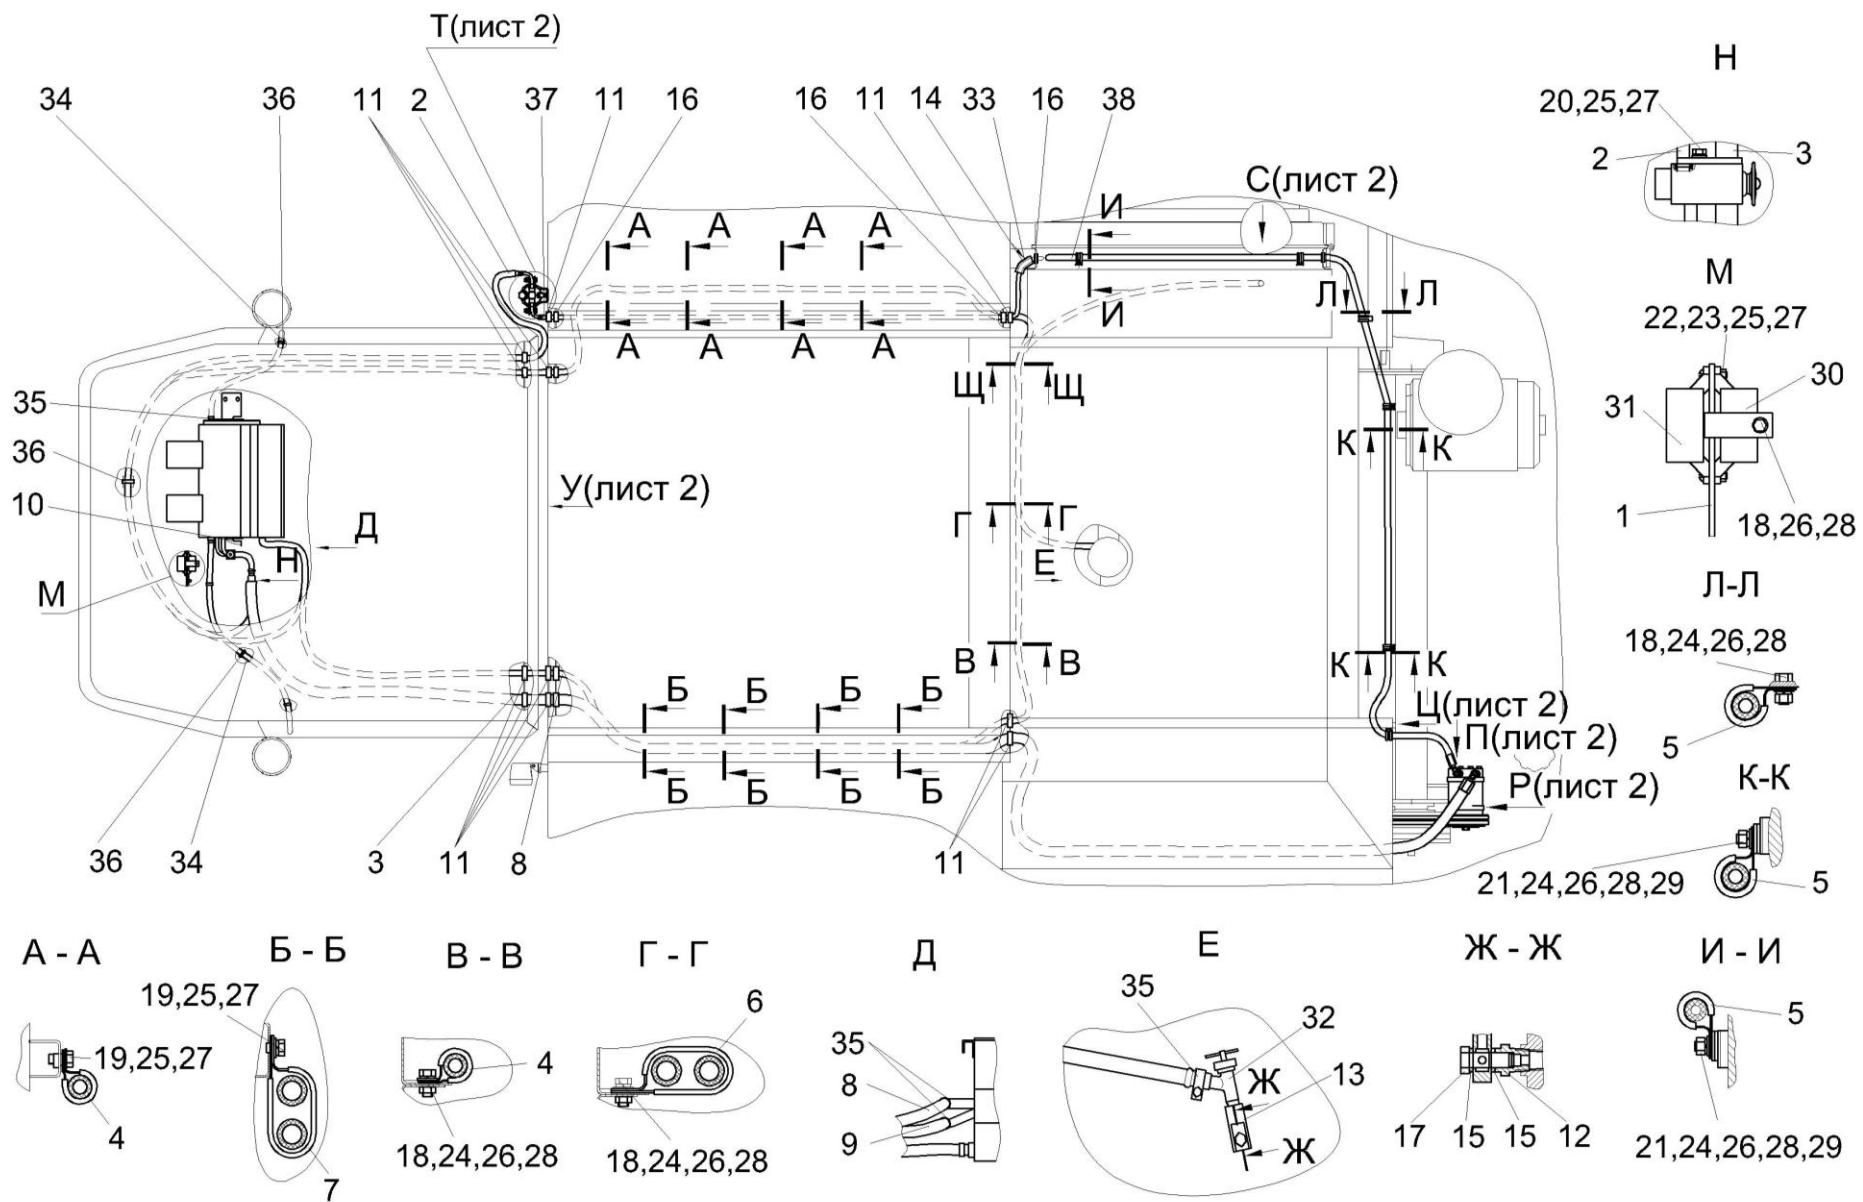 Т(лист 2)
34
36
11
2
37
11
16
16
11
14
33
16
38
Н
20,25,27
2
3
С(лист 2)
И
А
А
А
А
И
А
А
А
А
Л
Л
М
22,23,25,27
30
31
1
18,26,28
Щ
Щ
35
36
10
Д
Н
М
У(лист 2)
К
К
Г
Г
Е
В
В
К
К
Л-Л
18,24,26,28
5
Б
Б
Б
Б
Б
Б
Б
Б
Ц(лист 2)
П(лист 2)
Р(лист 2)
К-К
21,24,26,28,29
5
36
34
3
11
8
11
А - А
19,25,27
4
Б - Б
19,25,27
7
В - В
4
18,24,26,28
Г - Г
6
18,24,26,28
Д
35
8
9
Е
35
32
Ж
13
Ж
Ж - Ж
17
15
15
12
И - И
5
21,24,26,28,29